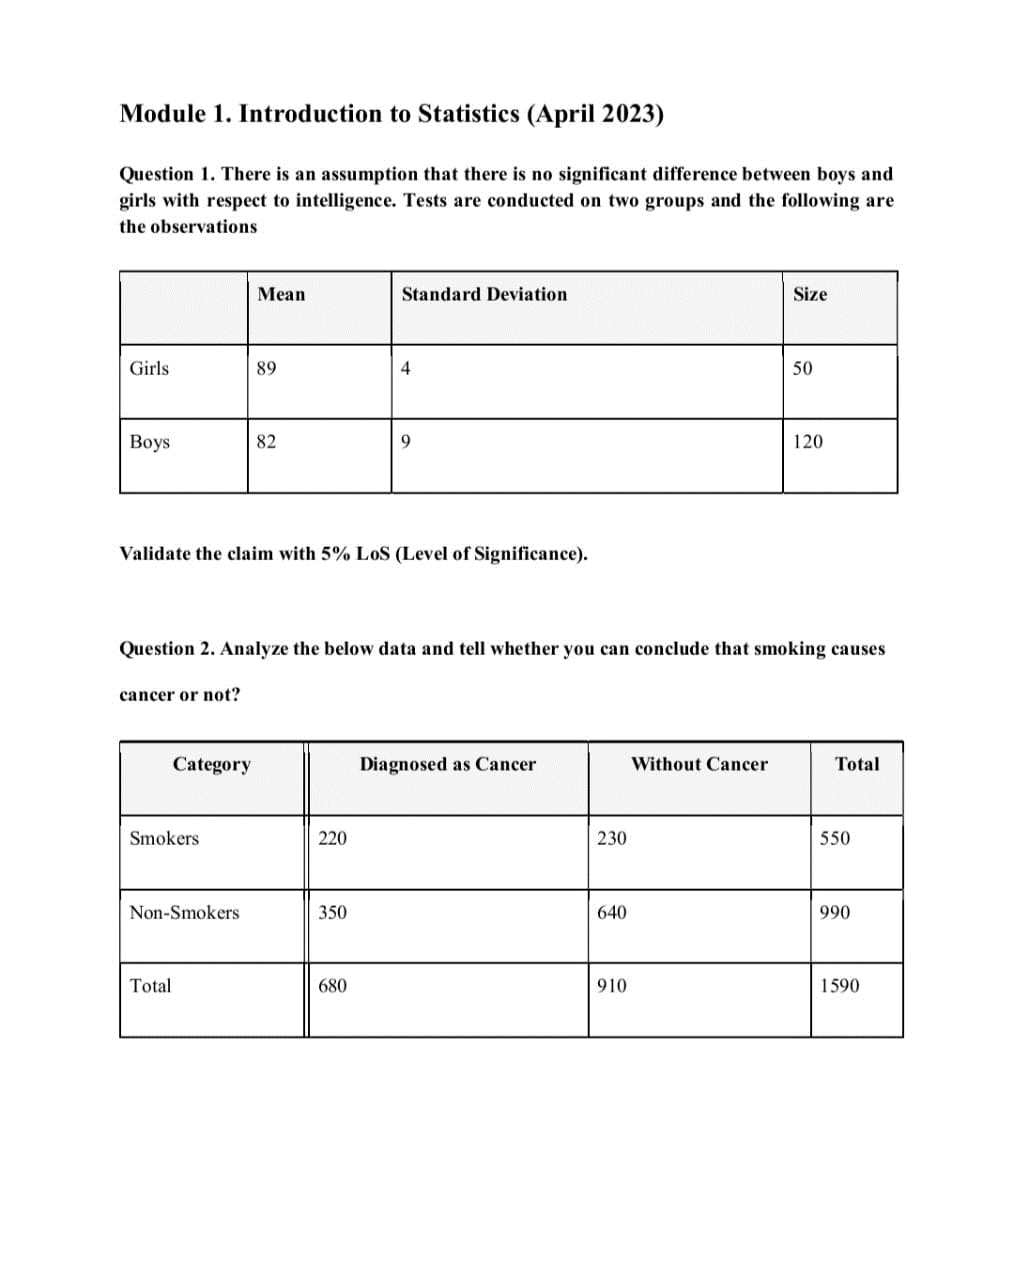 Module 1. Introduction to Statistics (April 2023)
Question 1. There is an assumption that there is no significant difference between boys and
girls with respect to intelligence. Tests are conducted on two groups and the following are
the observations
Mean Standard Deviation Size
Girls 89 4 50
Boys 82 9 120
Validate the claim with 5% LoS (Level of Significance).
Question 2. Analyze the below data and tell whether you can conclude that smoking causes
cancer or not?
Category Diagnosed as Cancer Without Cancer Total
Smokers 220 230 550
Non-Smokers 350 640 990
Total 680 910 1590